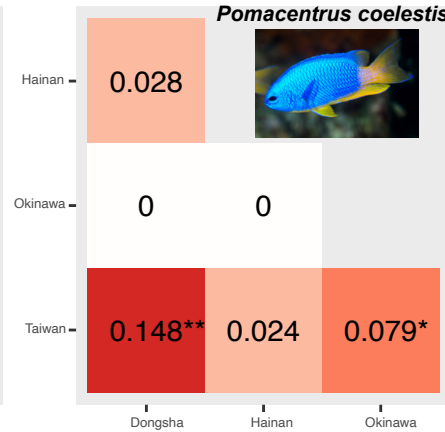 Pomacentrus coelestis
Hainan
0.028
Okinawa
0
0
Taiwan
0.148**
0.024
0.079*
Dongsha
Hainan
Okinawa